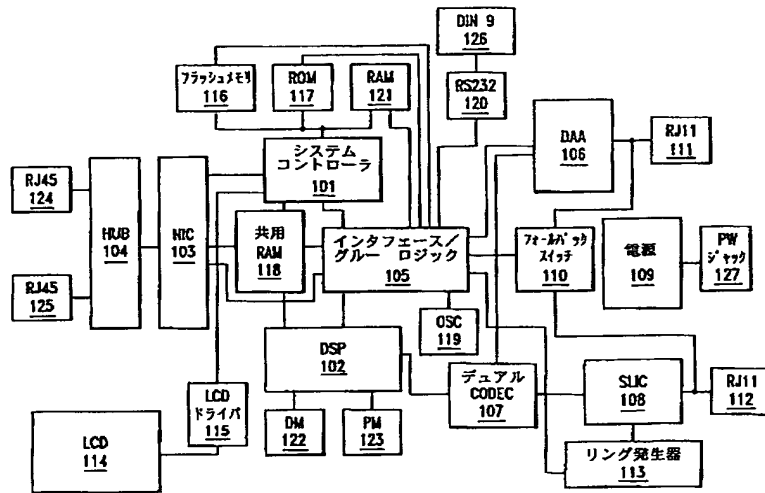 DIN 9
126
フラッシュメモリ
116
ROM
117
RAM
121
RS232
120
DAA
106
RJ11
111
システム
コントローラ
101
RJ45
124
HUB
104
NIC
103
共用
RAM
118
インタフェース/
グルー ロジック
105
フォールバック
スイッチ
110
電源
109
PW
ジャック
127
RJ45
125
OSC
119
DSP
102
デュアル
CODEC
107
SLIC
108
RJ11
112
LCD
ドライバ
115
DM
122
PM
123
LCD
114
リング発生器
113